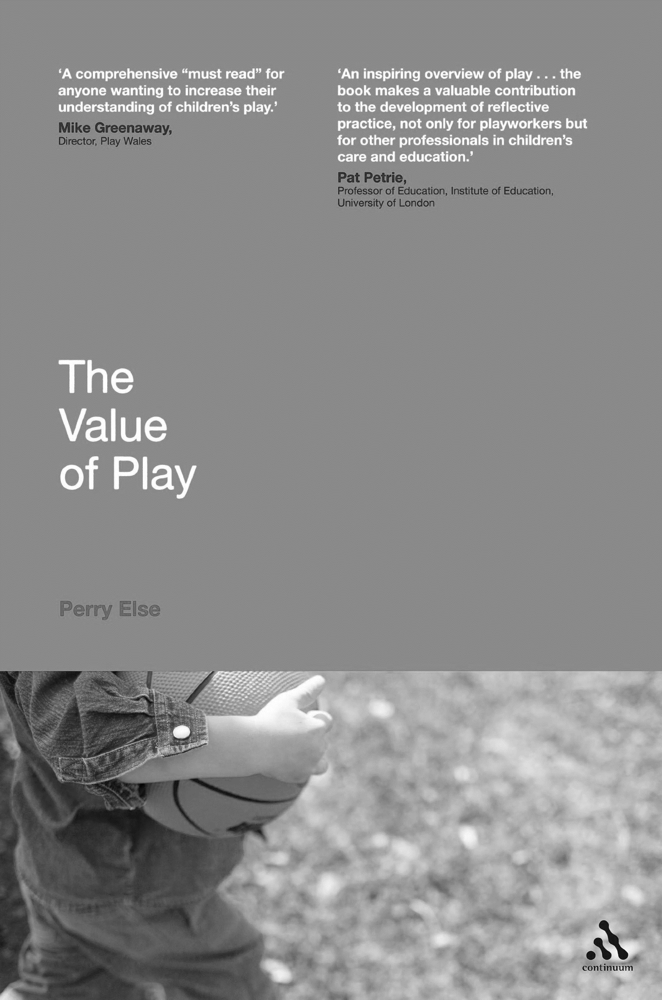 ‘A comprehensive “must read” for
anyone wanting to increase their
understanding of children’s play.’
Mike Greenaway,
Director, Play Wales
‘An inspiring overview of play . . . the
book makes a valuable contribution
to the development of reflective
practice, not only for playworkers but
for other professionals in children’s
care and education.’
Pat Petrie,
Professor of Education, Institute of Education,
University of London
The
Value
of Play
Perry Else
continuum